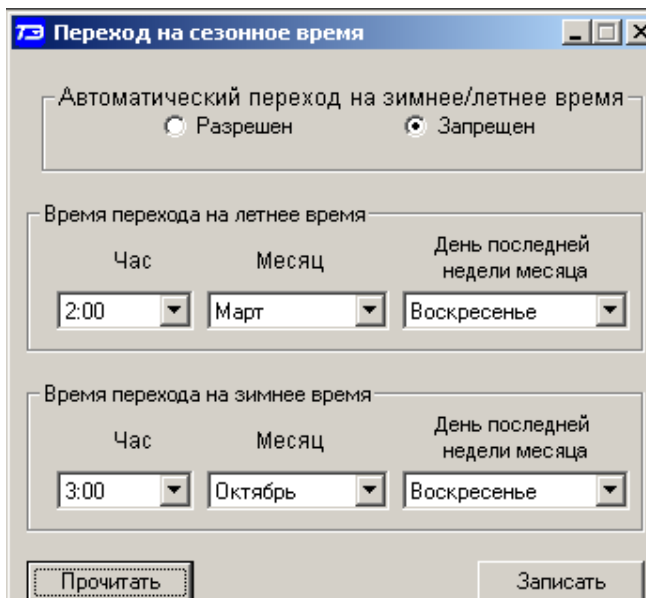 ТЭ Переход на сезонное время
Автоматический переход на зимнее/летнее время
Разрешен Запрещен
Время перехода на летнее время
Час Месяц День последней
недели месяца
2:00 Март Воскресенье
Время перехода на зимнее время
Час Месяц День последней
недели месяца
3:00 Октябрь Воскресенье
Прочитать Записать